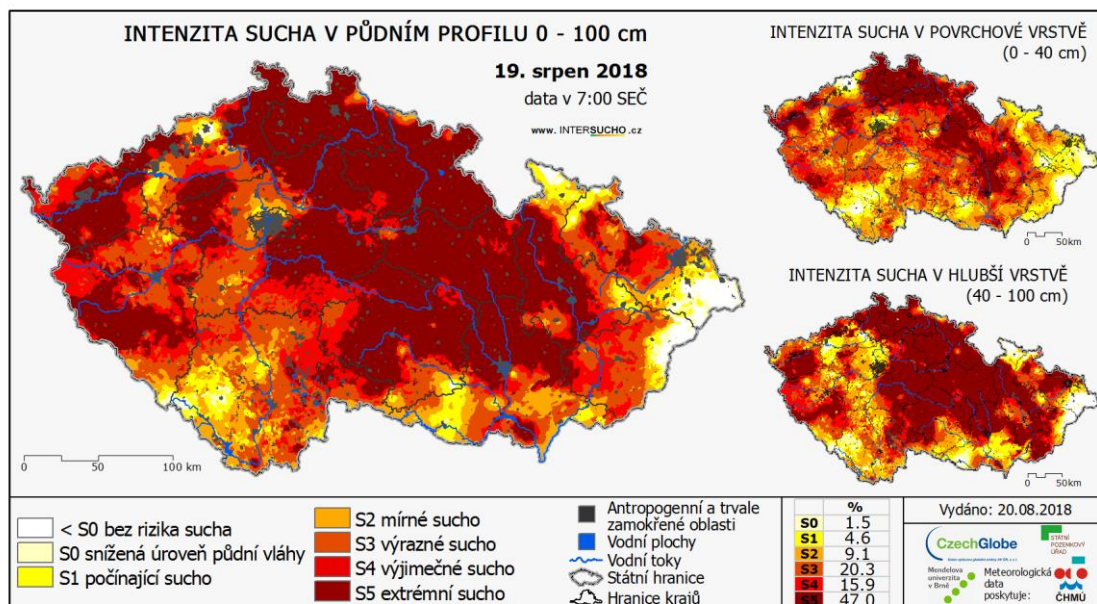 INTENZITA SUCHA V PŮDNÍM PROFILU 0 - 100 cm
19. srpen 2018
data v 7:00 SEČ
www. INTERSUCHO .cz
0 50 100 km
INTENZITA SUCHA V POVRCHOVÉ VRSTVĚ
(0 - 40 cm)
0 50km
INTENZITA SUCHA V HLUBŠÍ VRSTVĚ
(40 - 100 cm)
0 50km
< S0 bez rizika sucha
S0 snížená úroveň půdní vláhy
S1 počínající sucho
S2 mírné sucho
S3 výrazné sucho
S4 výjimečné sucho
S5 extrémní sucho
Antropogenní a trvale
zamokřené oblasti
Vodní plochy
Vodní toky
Státní hranice
Hranice krajů
%
S0 1.5
S1 4.6
S2 9.1
S3 20.3
S4 15.9
S5 47.0
Vydáno: 20.08.2018
CzechGlobe
STÁTNÍ
POZEMKOVÝ
ÚŘAD
Mendelova
univerzita
v Brně
Meteorologická
data
poskytuje:
ČHMÚ